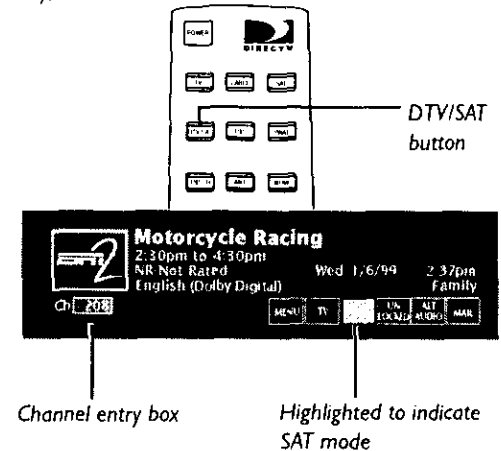 POWER
DIRECTV
TV
SAT
DTV/SAT
button
Motorcycle Racing
2:30pm to 4:30pm
NR-Not Rated
Wed 1/6/99 2:37pm
English (Dolby Digital)
Family
Ch 208
MENU TV UN LOCKED ALT AUDIO MAIL
Channel entry box
Highlighted to indicate
SAT mode